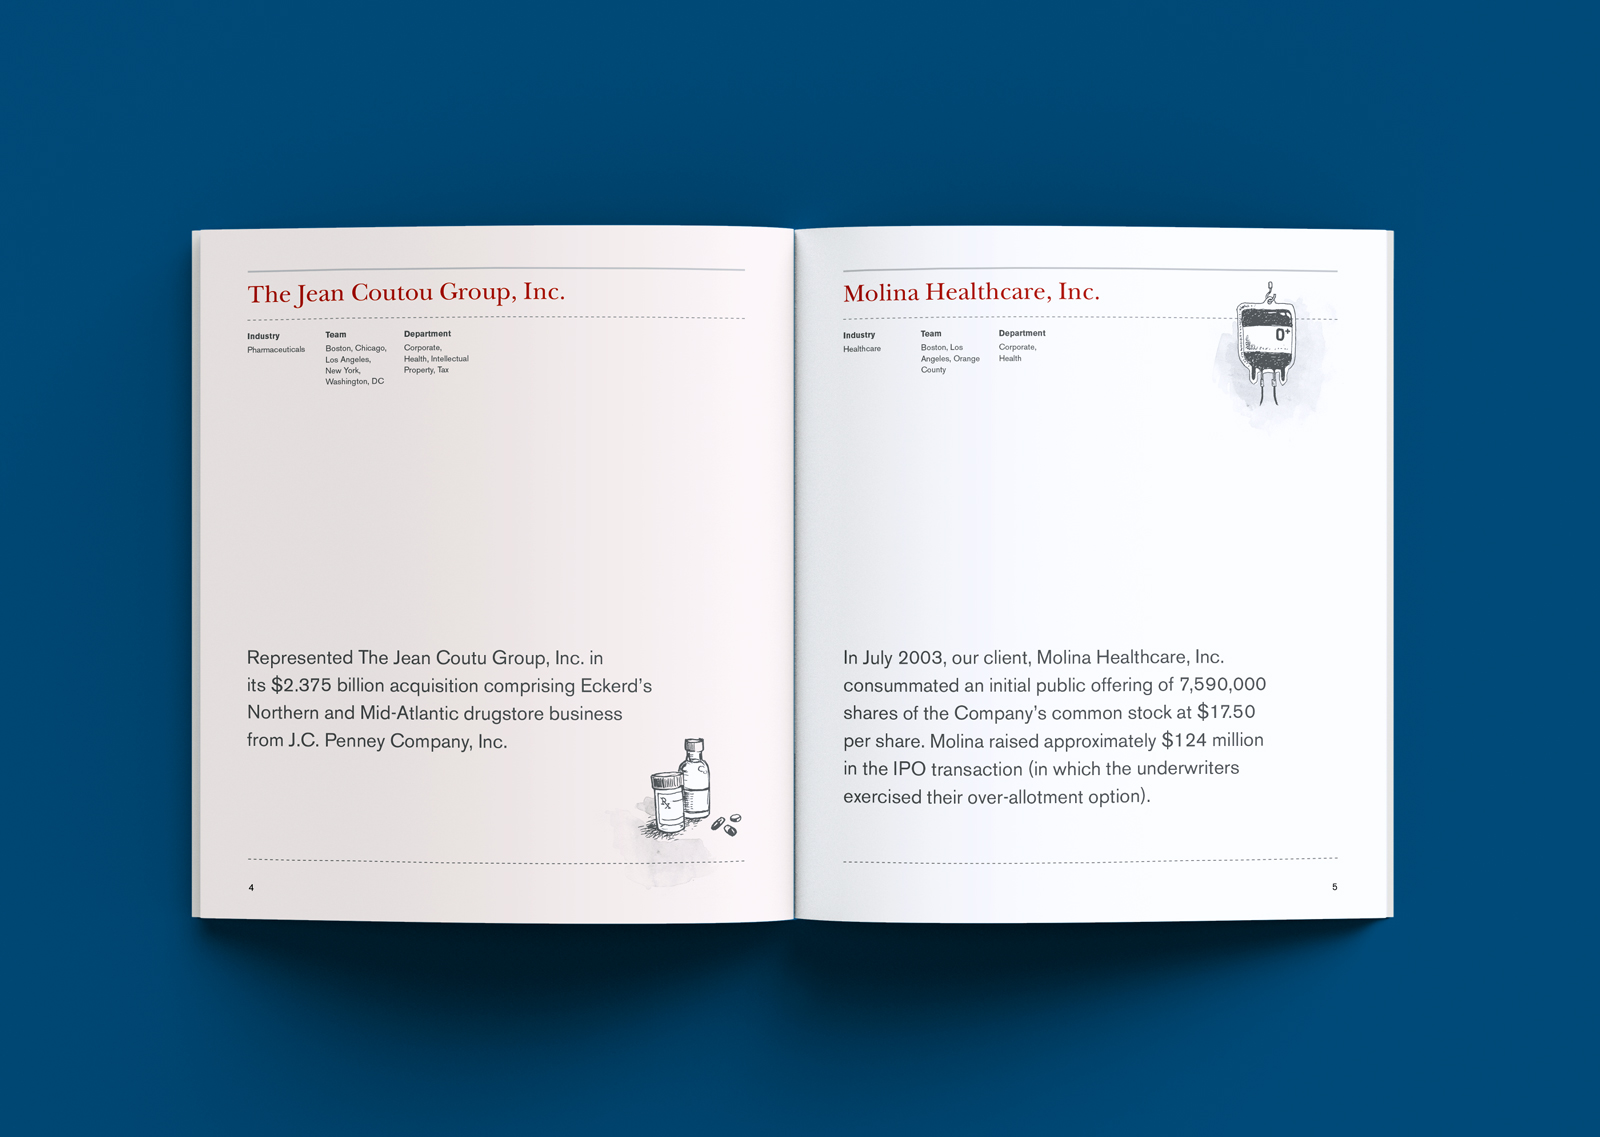 The Jean Coutou Group, Inc.
Industry
Pharmaceuticals
Team
Boston, Chicago,
Los Angeles,
New York,
Washington, DC
Department
Corporate,
Health, Intellectual
Property, Tax
Represented The Jean Coutu Group, Inc. in
its $2.375 billion acquisition comprising Eckerd’s
Northern and Mid-Atlantic drugstore business
from J.C. Penney Company, Inc.
Rx
4
Molina Healthcare, Inc.
Industry
Healthcare
Team
Boston, Los
Angeles, Orange
County
Department
Corporate,
Health
0+
In July 2003, our client, Molina Healthcare, Inc.
consummated an initial public offering of 7,590,000
shares of the Company’s common stock at $17.50
per share. Molina raised approximately $124 million
in the IPO transaction (in which the underwriters
exercised their over-allotment option).
5